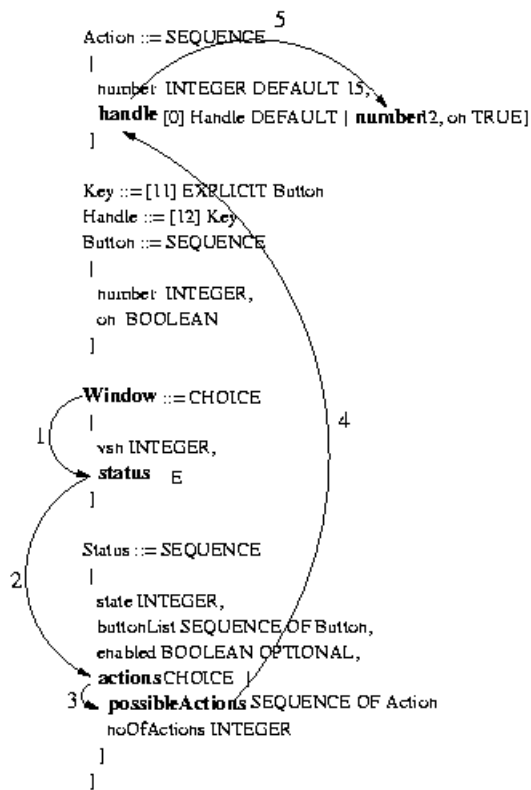 5
Action ::= SEQUENCE
|
number INTEGER DEFAULT 15,
handle [0] Handle DEFAULT | number12, on TRUE]
]
Key ::= [11] EXPLICIT Button
Handle ::= [12] Key
Button ::= SEQUENCE
|
number INTEGER,
on BOOLEAN
]
Window ::= CHOICE
|
1
4
vsn INTEGER,
status E
]
Status ::= SEQUENCE
2
|
state INTEGER,
buttonList SEQUENCE OF Button,
enabled BOOLEAN OPTIONAL,
actions CHOICE |
3 possibleActions SEQUENCE OF Action
noOfActions INTEGER
]
]